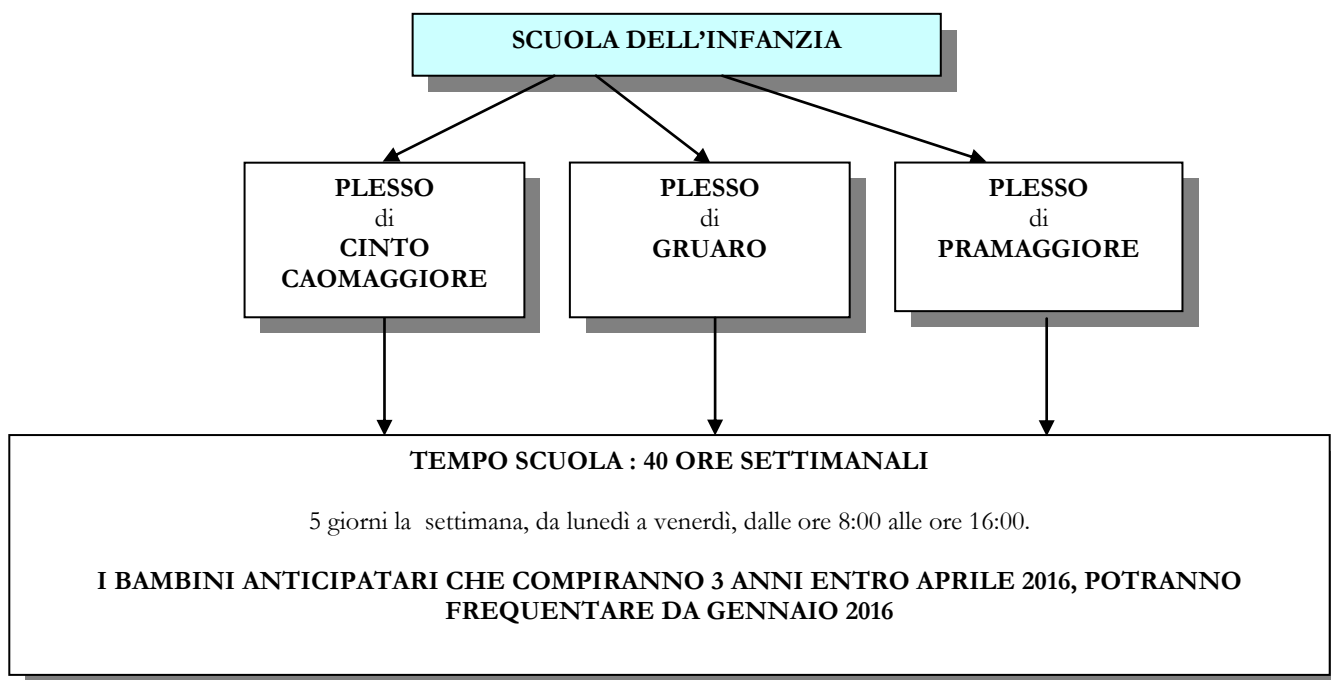 SCUOLA DELL’INFANZIA
PLESSO
di
CINTO
CAOMAGGIORE
PLESSO
di
GRUARO
PLESSO
di
PRAMAGGIORE
TEMPO SCUOLA : 40 ORE SETTIMANALI
5 giorni la  settimana, da lunedì a venerdì, dalle ore 8:00 alle ore 16:00.
I BAMBINI ANTICIPATARI CHE COMPIRANNO 3 ANNI ENTRO APRILE 2016, POTRANNO
FREQUENTARE DA GENNAIO 2016